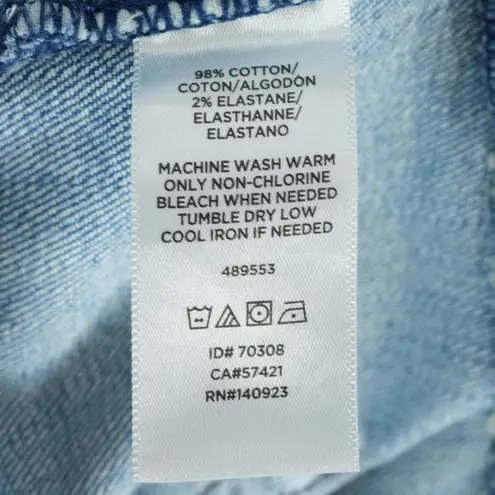 98% COTTON/
COTON/ALGODÓN
2% ELASTANE/
ELASTHANNE/
ELASTANO
MACHINE WASH WARM
ONLY NON-CHLORINE
BLEACH WHEN NEEDED
TUMBLE DRY LOW
COOL IRON IF NEEDED
489553
ID# 70308
CA#57421
RN#140923